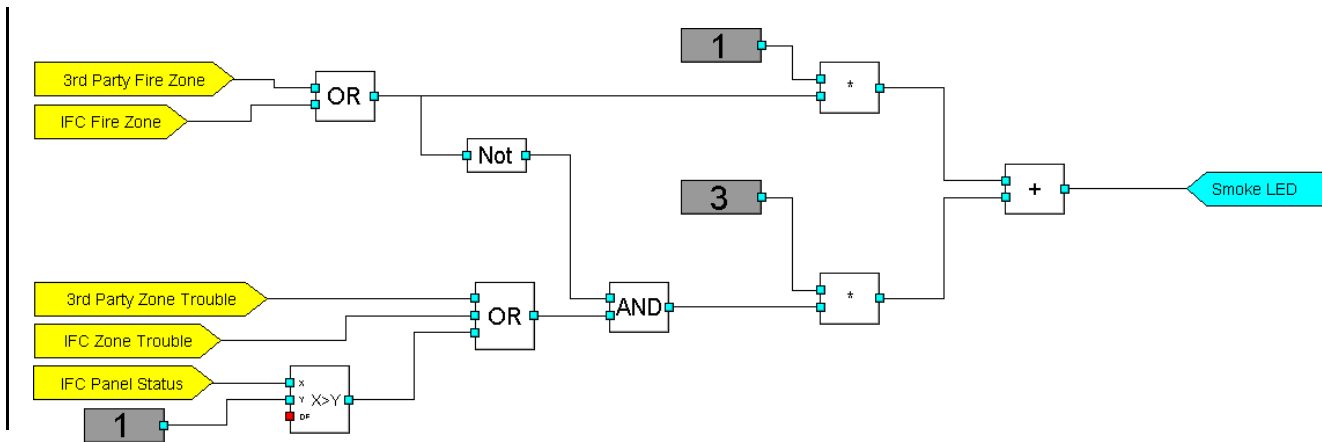 1
3rd Party Fire Zone
OR
*
IFC Fire Zone
Not
3
+
Smoke LED
3rd Party Zone Trouble
OR
AND
*
IFC Zone Trouble
IFC Panel Status
X
Y
X>Y
DF
1